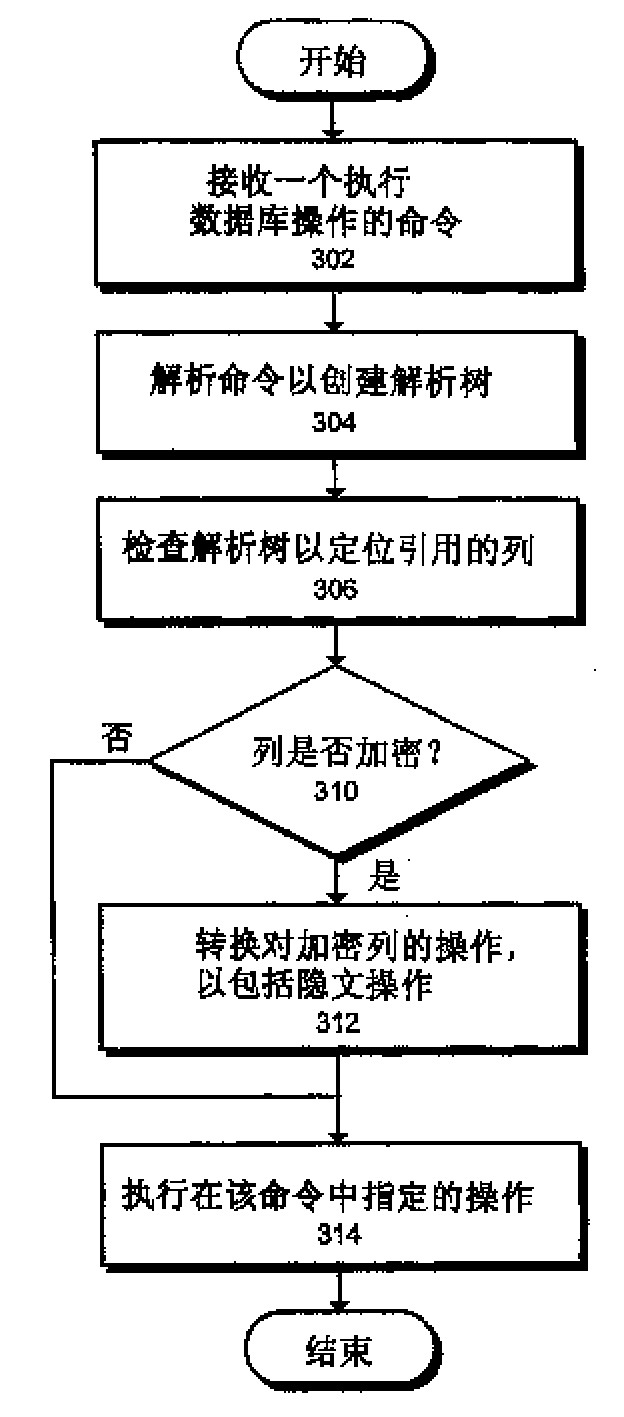 开始
接收一个执行
数据库操作的命令
302
解析命令以创建解析树
304
检查解析树以定位引用的列
306
否
列是否加密？
310
是
转换对加密列的操作，
以包括隐文操作
312
执行在该命令中指定的操作
314
结束